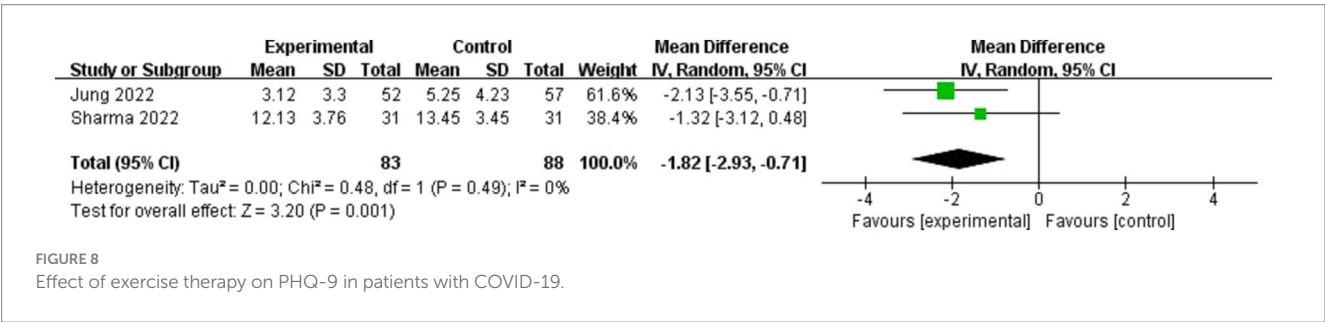 Experimental Control Mean Difference Mean Difference
Study or Subgroup Mean SD Total Mean SD Total Weight IV, Random, 95% CI IV, Random, 95% CI
Jung 2022 3.12 3.3 52 5.25 4.23 57 61.6% -2.13 [-3.55, -0.71]
Sharma 2022 12.13 3.76 31 13.45 3.45 31 38.4% -1.32 [-3.12, 0.48]
Total (95% CI) 83 88 100.0% -1.82 [-2.93, -0.71]
Heterogeneity: Tau² = 0.00; Chi² = 0.48, df = 1 (P = 0.49); I² = 0%
Test for overall effect: Z = 3.20 (P = 0.001)
-4 -2 0 2 4
Favours [experimental] Favours [control]
FIGURE 8
Effect of exercise therapy on PHQ-9 in patients with COVID-19.